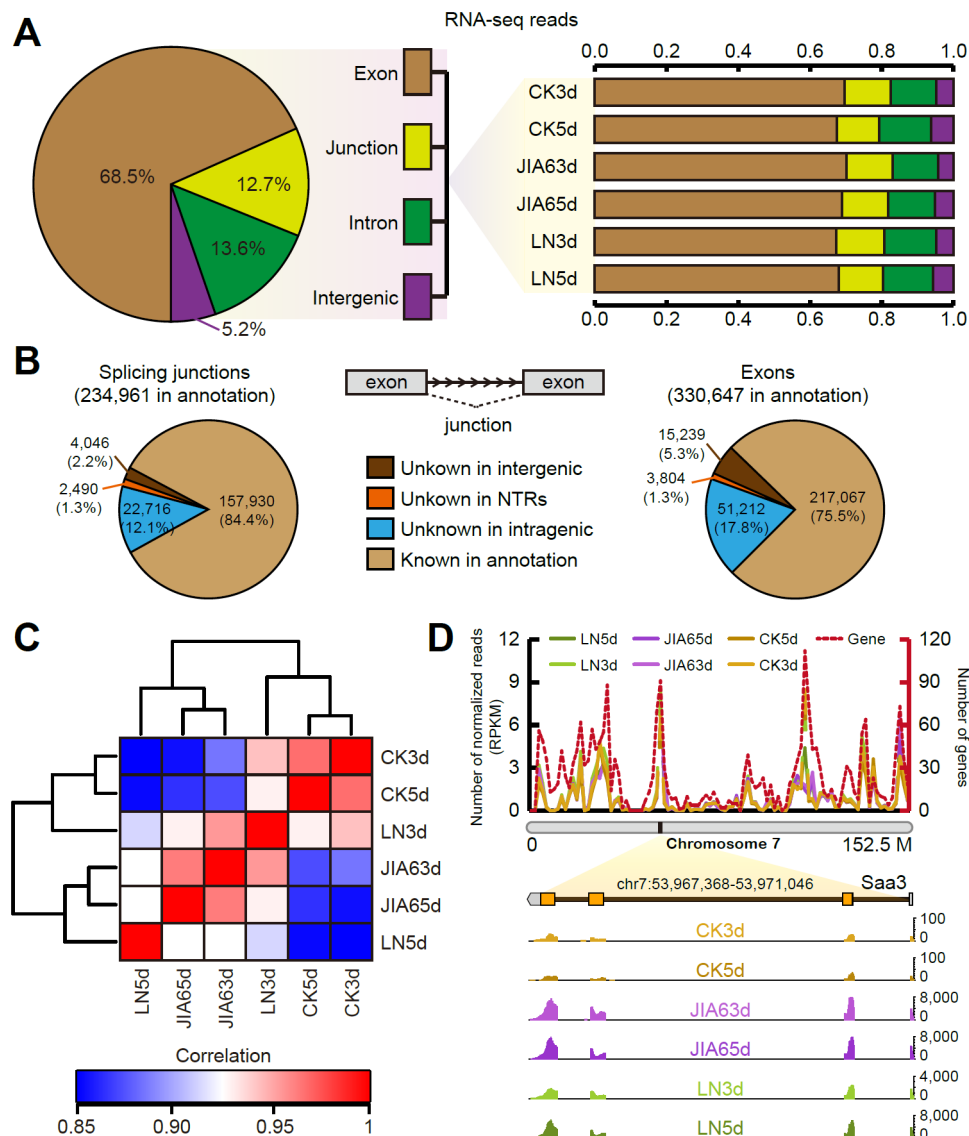 A
RNA-seq reads
Exon
Junction
Intron
Intergenic
68.5%
12.7%
13.6%
5.2%
0.0 0.2 0.4 0.6 0.8 1.0
CK3d
CK5d
JIA63d
JIA65d
LN3d
LN5d
0.0 0.2 0.4 0.6 0.8 1.0
B
Splicing junctions
(234,961 in annotation)
4,046
(2.2%)
2,490
(1.3%)
22,716
(12.1%)
157,930
(84.4%)
exon exon
junction
Unkown in intergenic
Unkown in NTRs
Unknown in intragenic
Known in annotation
Exons
(330,647 in annotation)
15,239
(5.3%)
3,804
(1.3%)
51,212
(17.8%)
217,067
(75.5%)
C
CK3d
CK5d
LN3d
JIA63d
JIA65d
LN5d
LN5d JIA65d JIA63d LN3d CK5d CK3d
Correlation
0.85 0.90 0.95 1
D
Number of normalized reads
(RPKM)
12
9
6
3
0
LN5d JIA65d CK5d Gene
LN3d JIA63d CK3d
120
90
60
30
0
Number of genes
0 Chromosome 7 152.5 M
chr7:53,967,368-53,971,046 Saa3
CK3d 100
0
CK5d 100
0
JIA63d 8,000
0
JIA65d 8,000
0
LN3d 4,000
0
LN5d 8,000